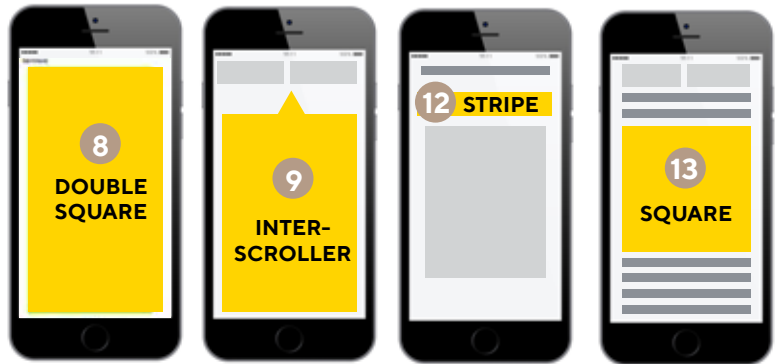 8
DOUBLE
SQUARE
9
INTER-
SCROLLER
12 STRIPE
13
SQUARE